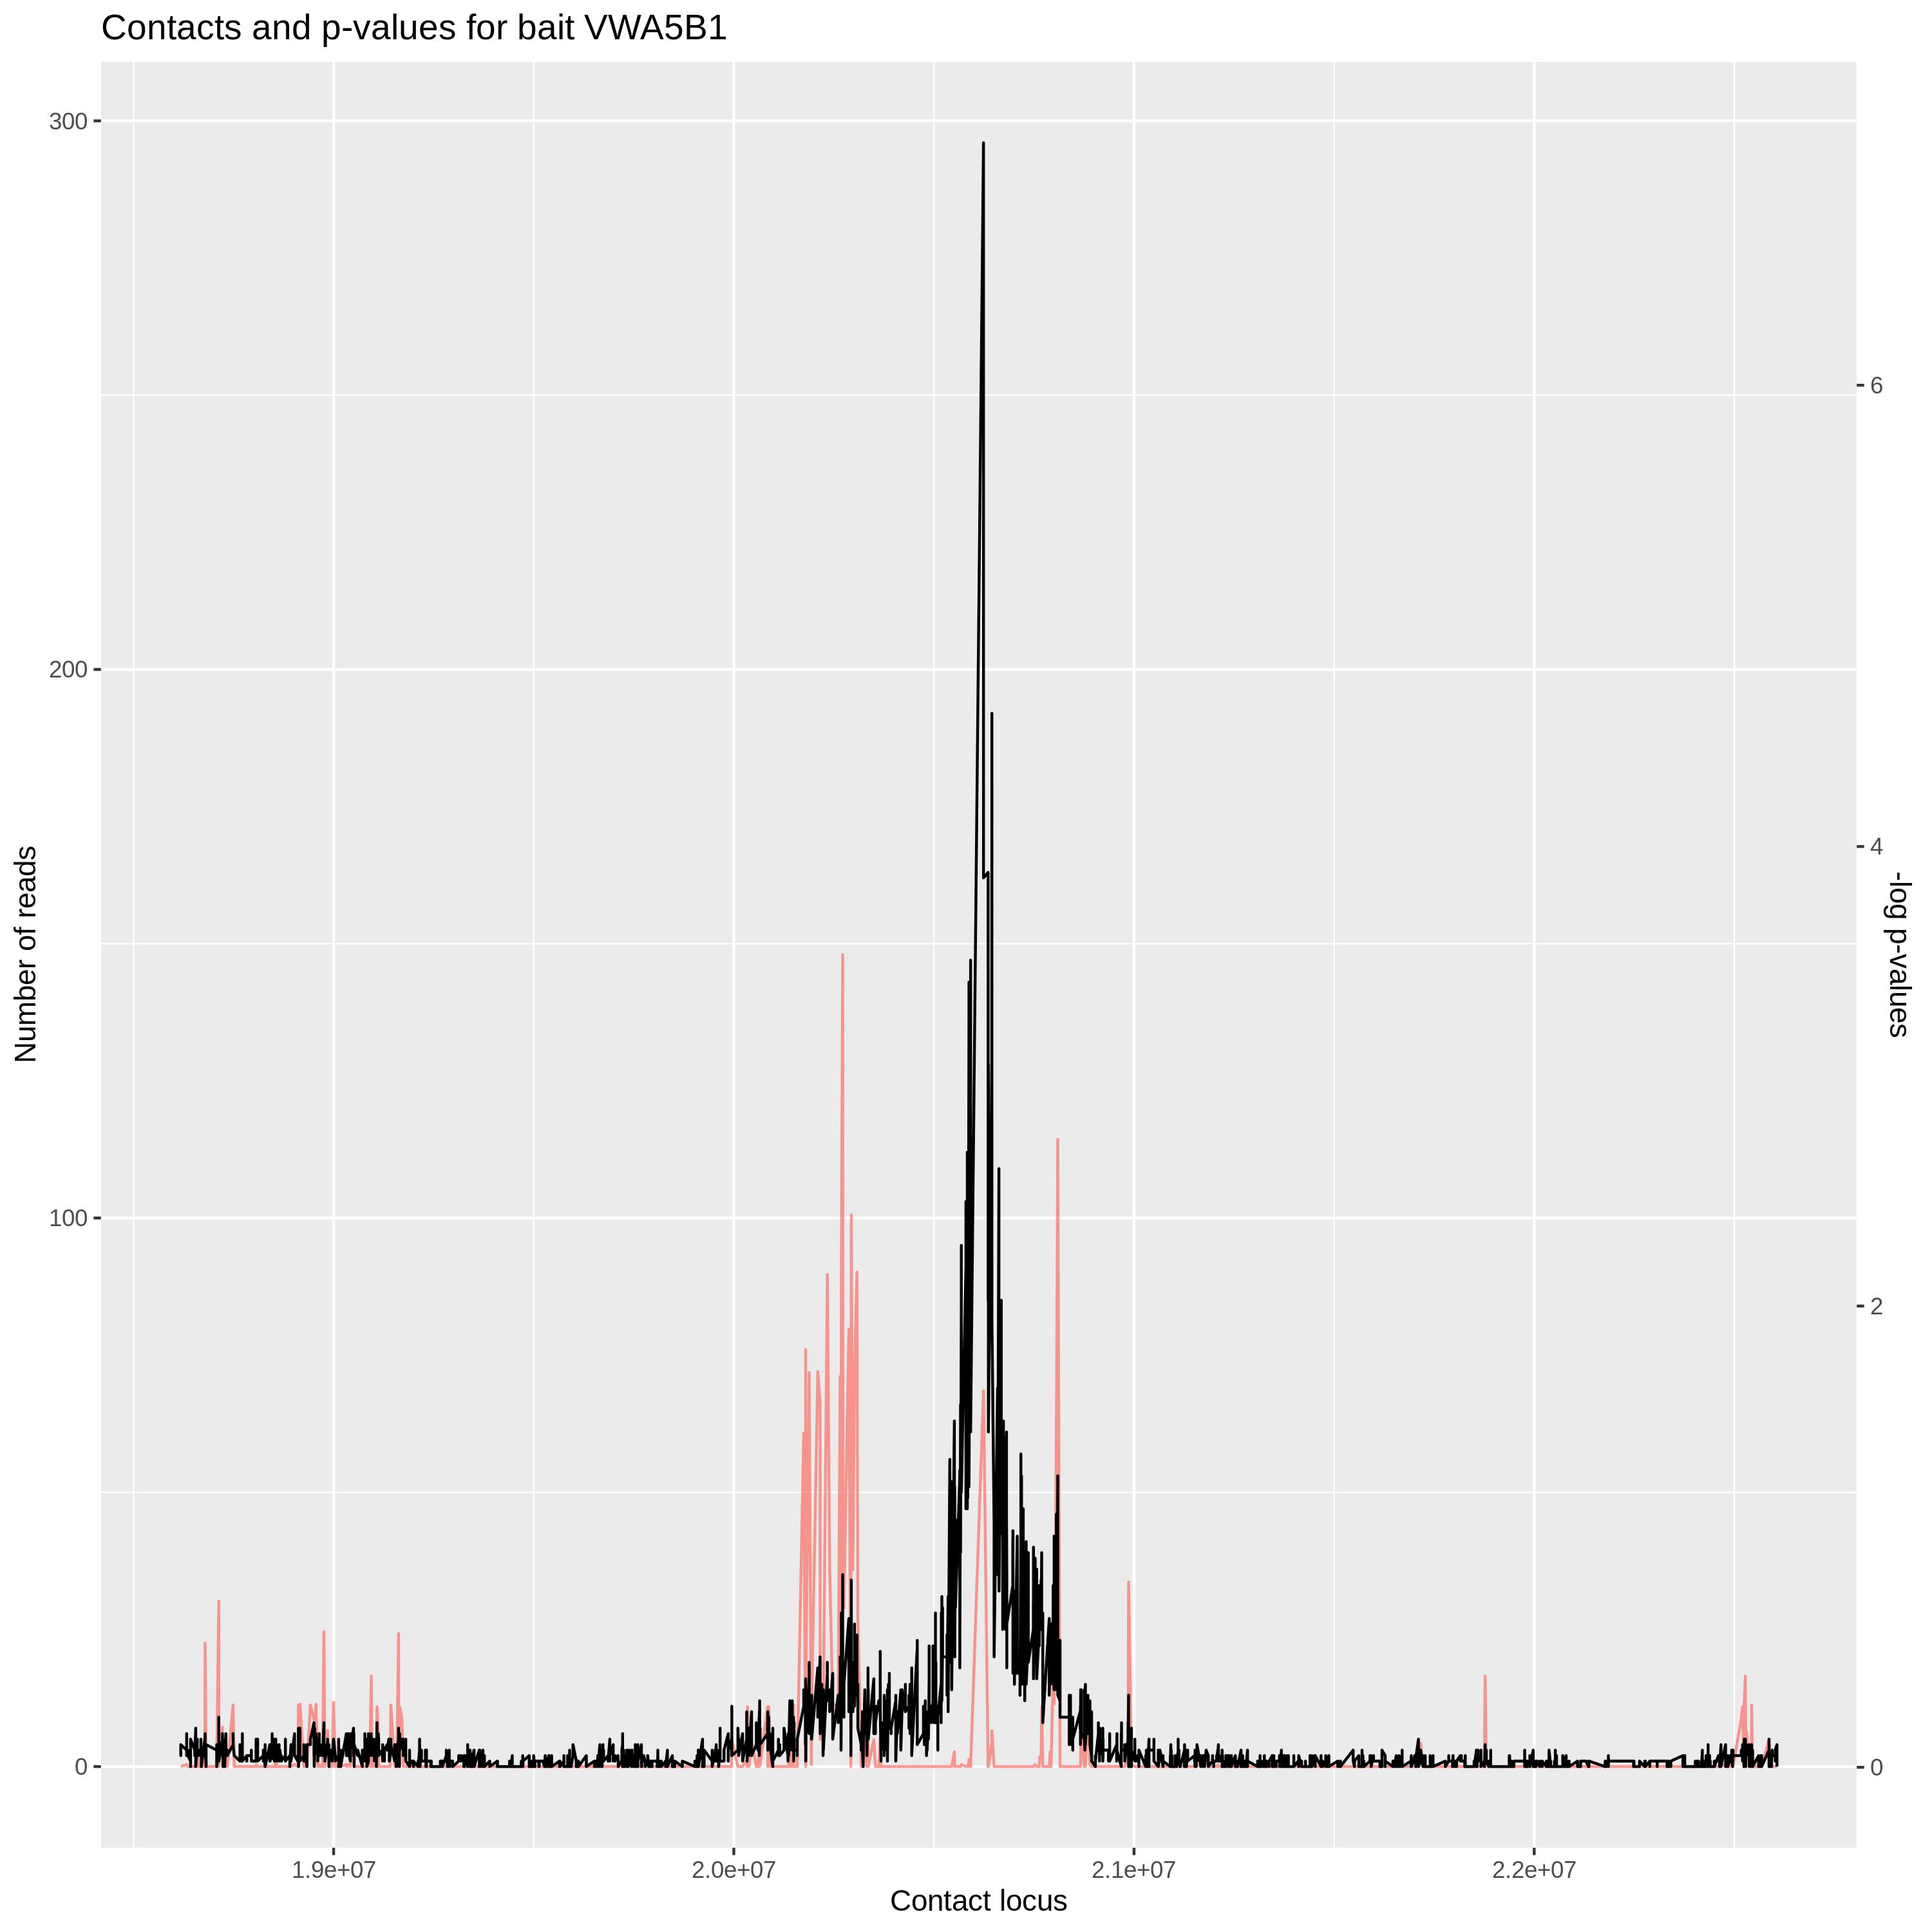 Contacts and p-values for bait VWA5B1
300
200
100
0
Number of reads
6
4
2
0
-log p-values
1.9e+07
2.0e+07
2.1e+07
2.2e+07
Contact locus